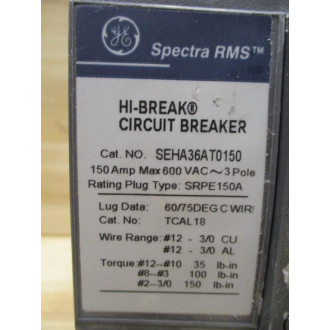 Spectra RMS™
HI-BREAK®
CIRCUIT BREAKER
Cat. NO. SEHA36AT0150
150 Amp Max 600 VAC ~ 3 Pole
Rating Plug Type: SRPE150A
Lug Data: 60/75DEG C WIR
Cat. No: TCAL18
Wire Range: #12 - 3/0 CU
#12 - 3/0 AL
Torque: #12--#10 35 lb-in
#8--#3 100 lb-in
#2--3/0 150 lb-in